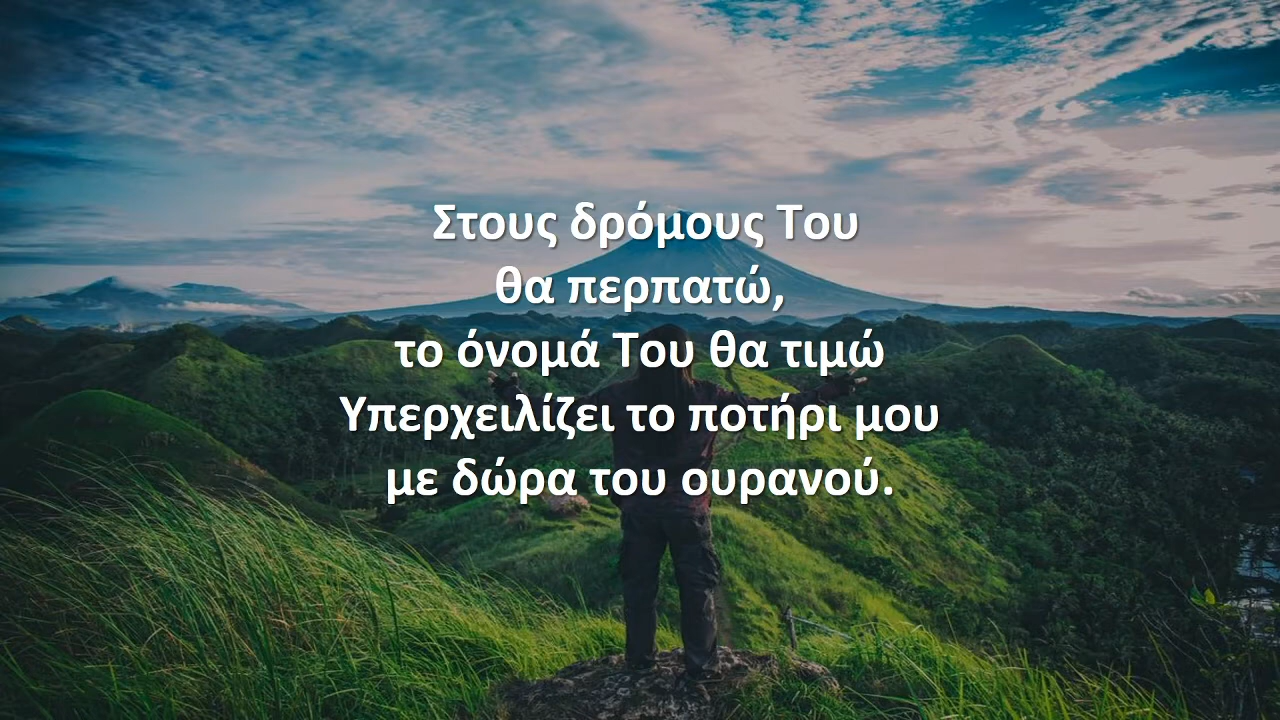 Στους δρόμους Του
θα περπατώ,
το όνομά Του θα τιμώ
Υπερχειλίζει το ποτήρι μου
με δώρα του ουρανού.